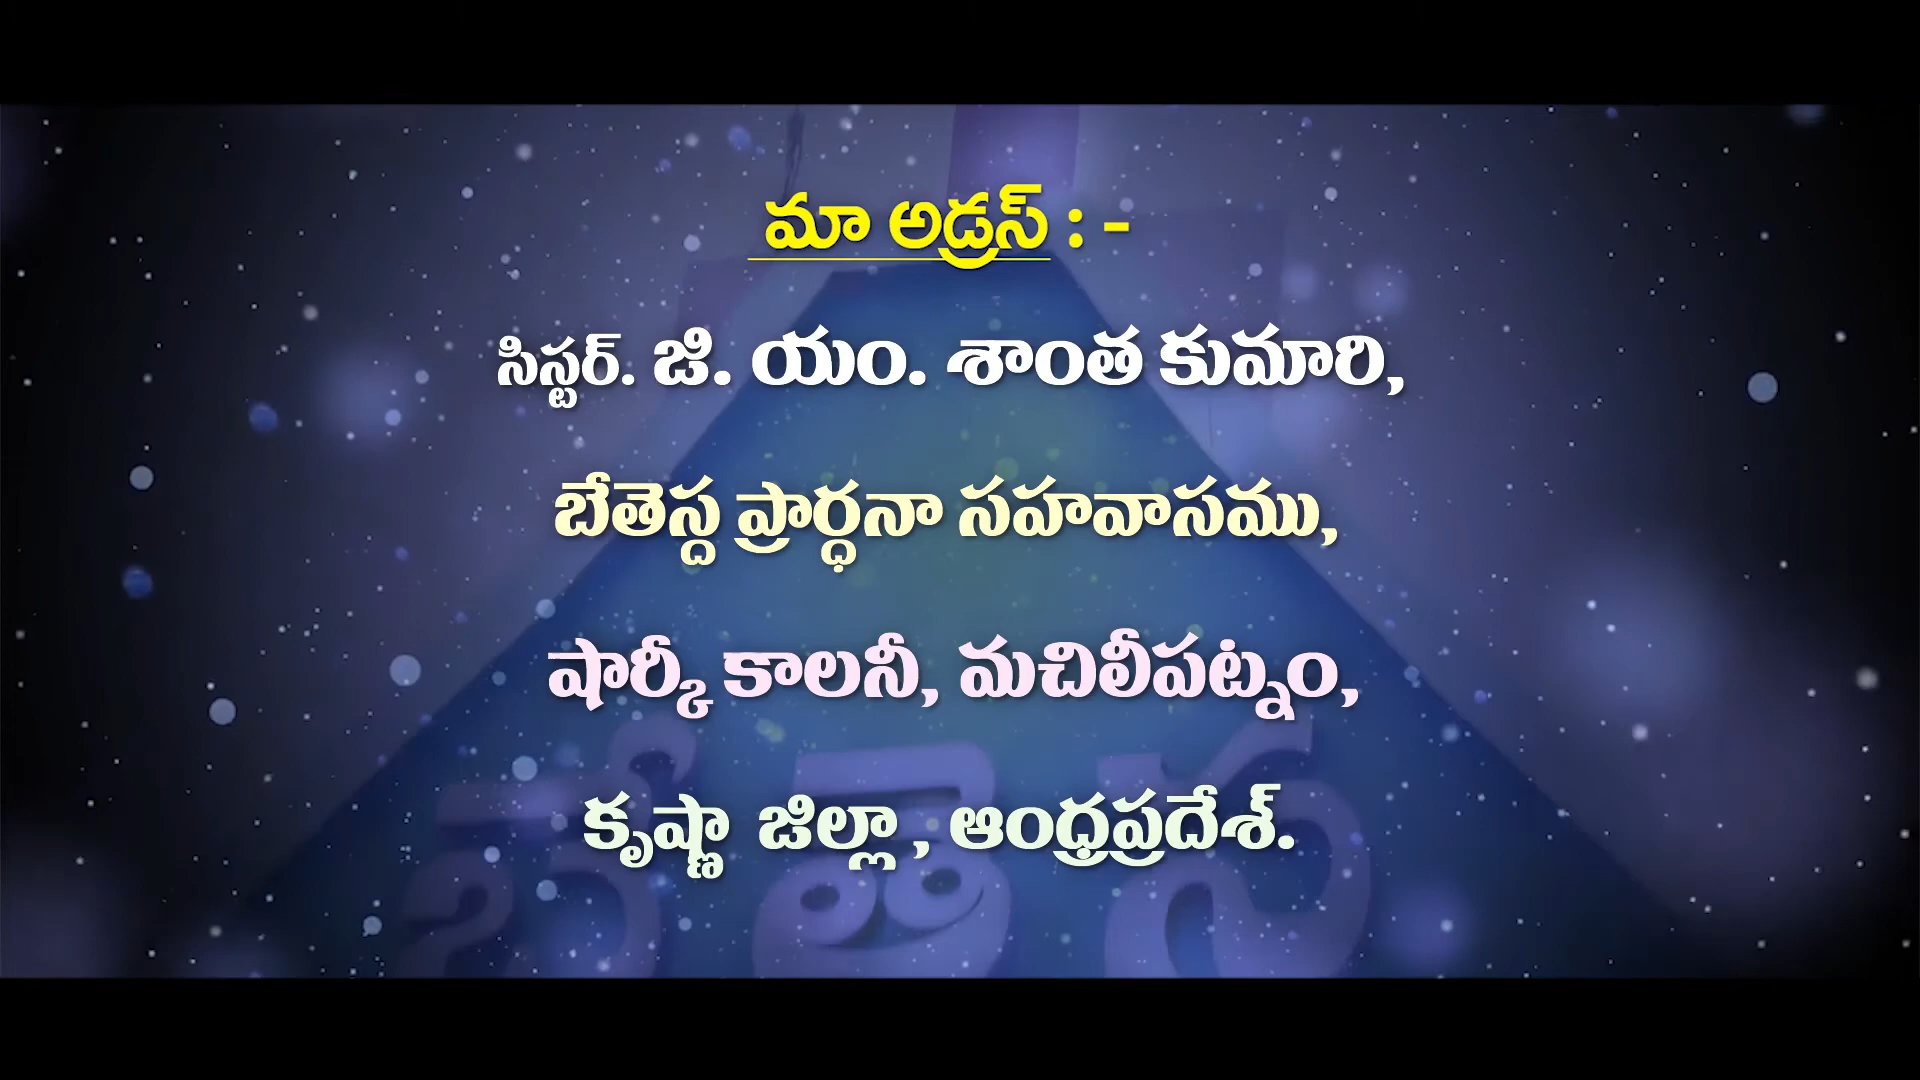 మా అడ్రస్ : -
సిస్టర్. జి. యం. శాంత కుమారి,
బేతెస్ద ప్రార్ధనా సహవాసము,
షార్కీ కాలనీ, మచిలీపట్నం,
కృష్ణా జిల్లా , ఆంధ్రప్రదేశ్.